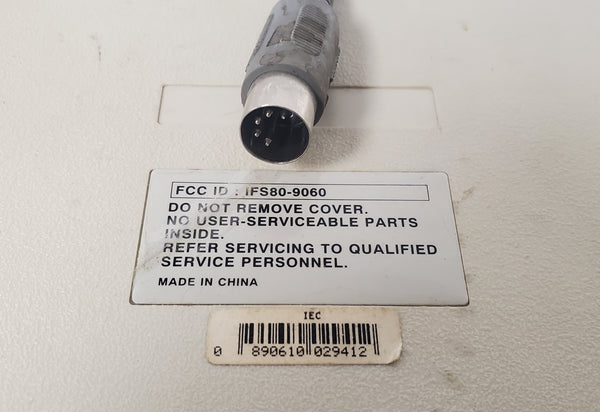 FCC ID : IFS80-9060
DO NOT REMOVE COVER.
NO USER-SERVICEABLE PARTS
INSIDE.
REFER SERVICING TO QUALIFIED
SERVICE PERSONNEL.
MADE IN CHINA
IEC
0 890610 029412